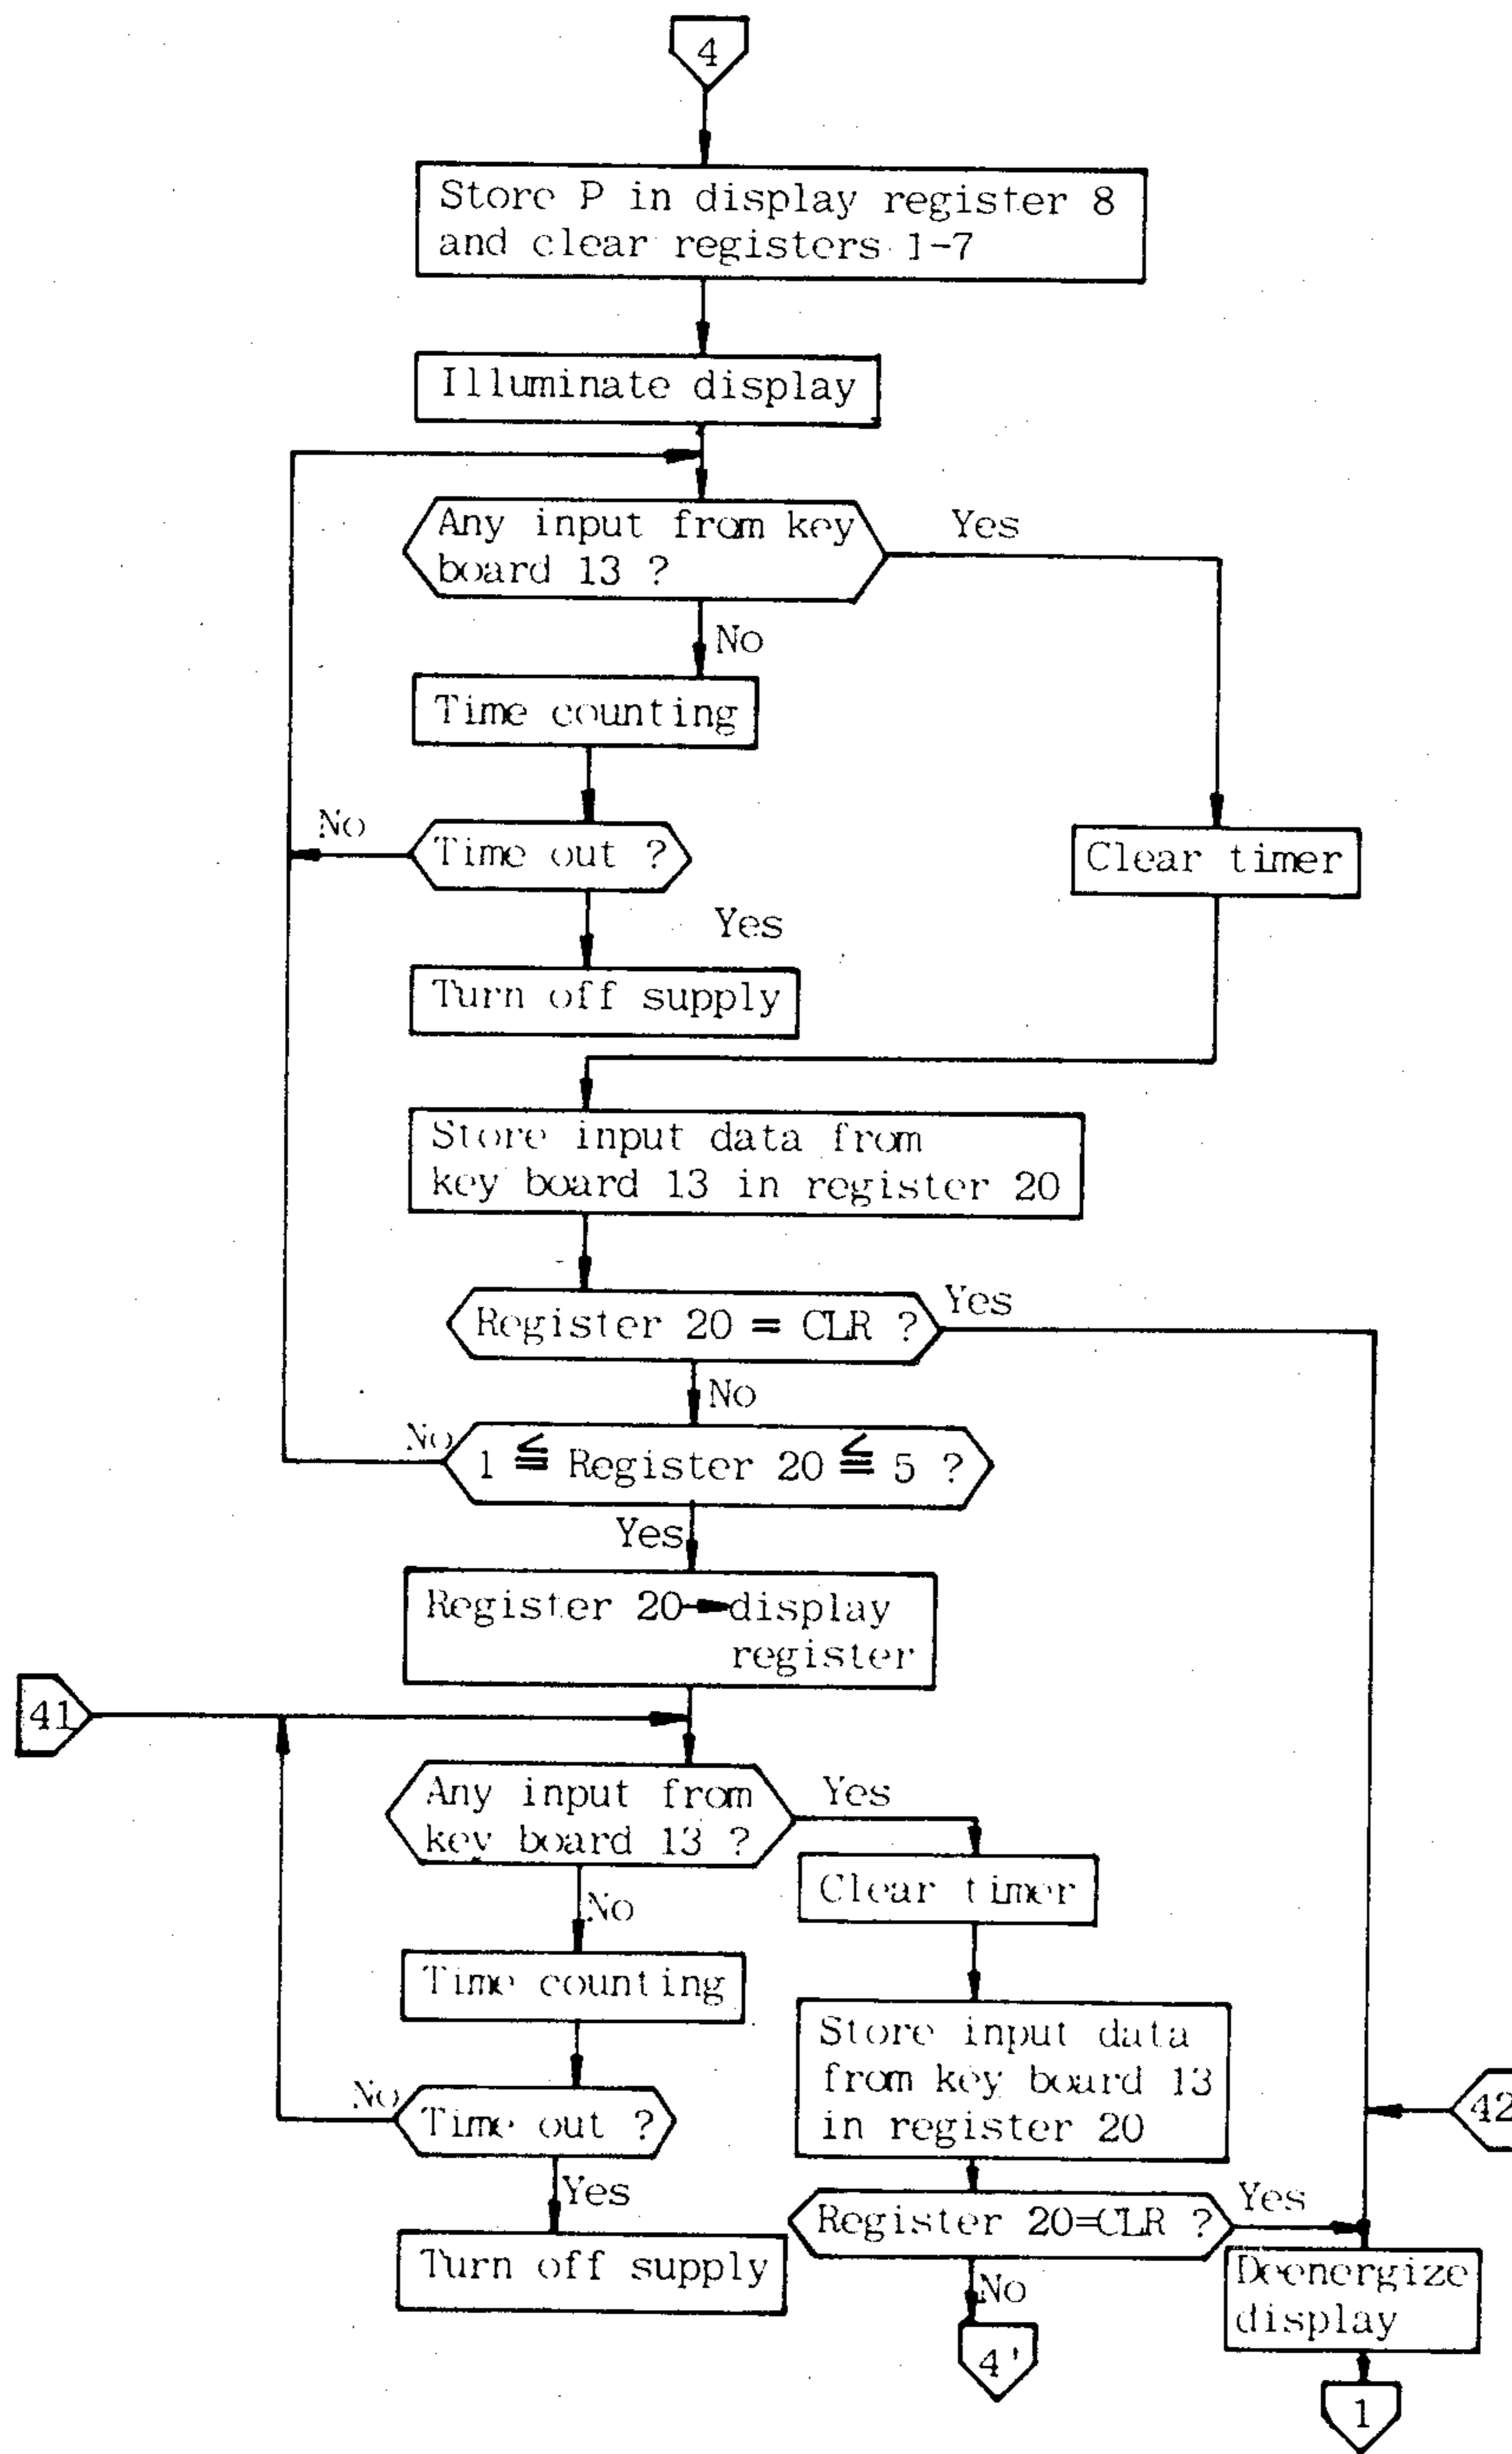 4
Store P in display register 8
and clear registers 1-7
Illuminate display
Any input from key
board 13 ?
Yes
No
Time counting
No
Time out ?
Clear timer
Yes
Turn off supply
Store input data from
key board 13 in register 20
Register 20 = CLR ?
Yes
No
No
1 ≦ Register 20 ≦ 5 ?
Yes
Register 20→display
register
41
Any input from
key board 13 ?
Yes
Clear timer
No
Time counting
Store input data
from key board 13
in register 20
No
Time out ?
42
Yes
Register 20=CLR ?
Yes
Turn off supply
No
Deenergize
display
4'
1